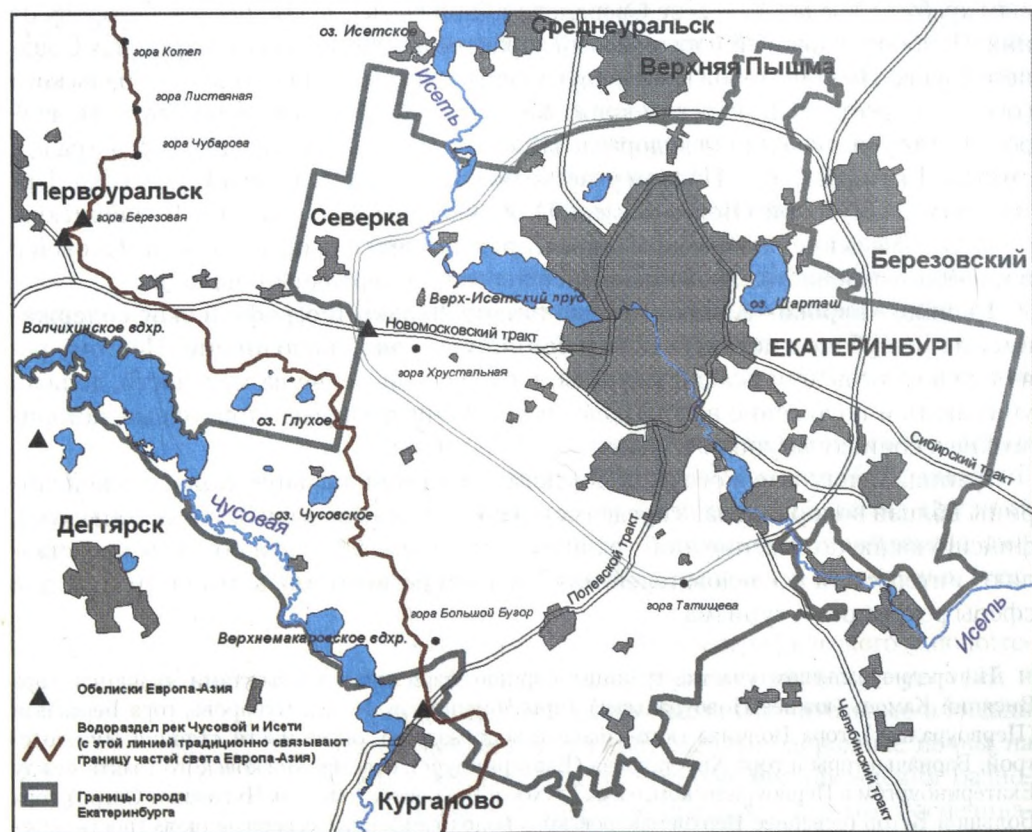 оз. Исетское
Среднеуральск
гора Котел
Исеть
Верхняя Пышма
гора Листвяная
гора Чубарова
Первоуральск
гора Березовая
Северка
Березовский
Верх-Исетский пруд
оз. Шарташ
Волчихинское вдхр.
Новомосковский тракт
ЕКАТЕРИНБУРГ
гора Хрустальная
оз. Глухое
Сибирский тракт
Чусовая
оз. Чусовское
Дегтярск
Полевской тракт
гора Татищева
гора Большой Бугор
Исеть
Верхнемакаровское вдхр.
Обелиски Европа-Азия
Водораздел рек Чусовой и Исети
(с этой линией традиционно связывают
границу частей света Европа-Азия)
Челябинский тракт
Границы города
Екатеринбурга
Курганово